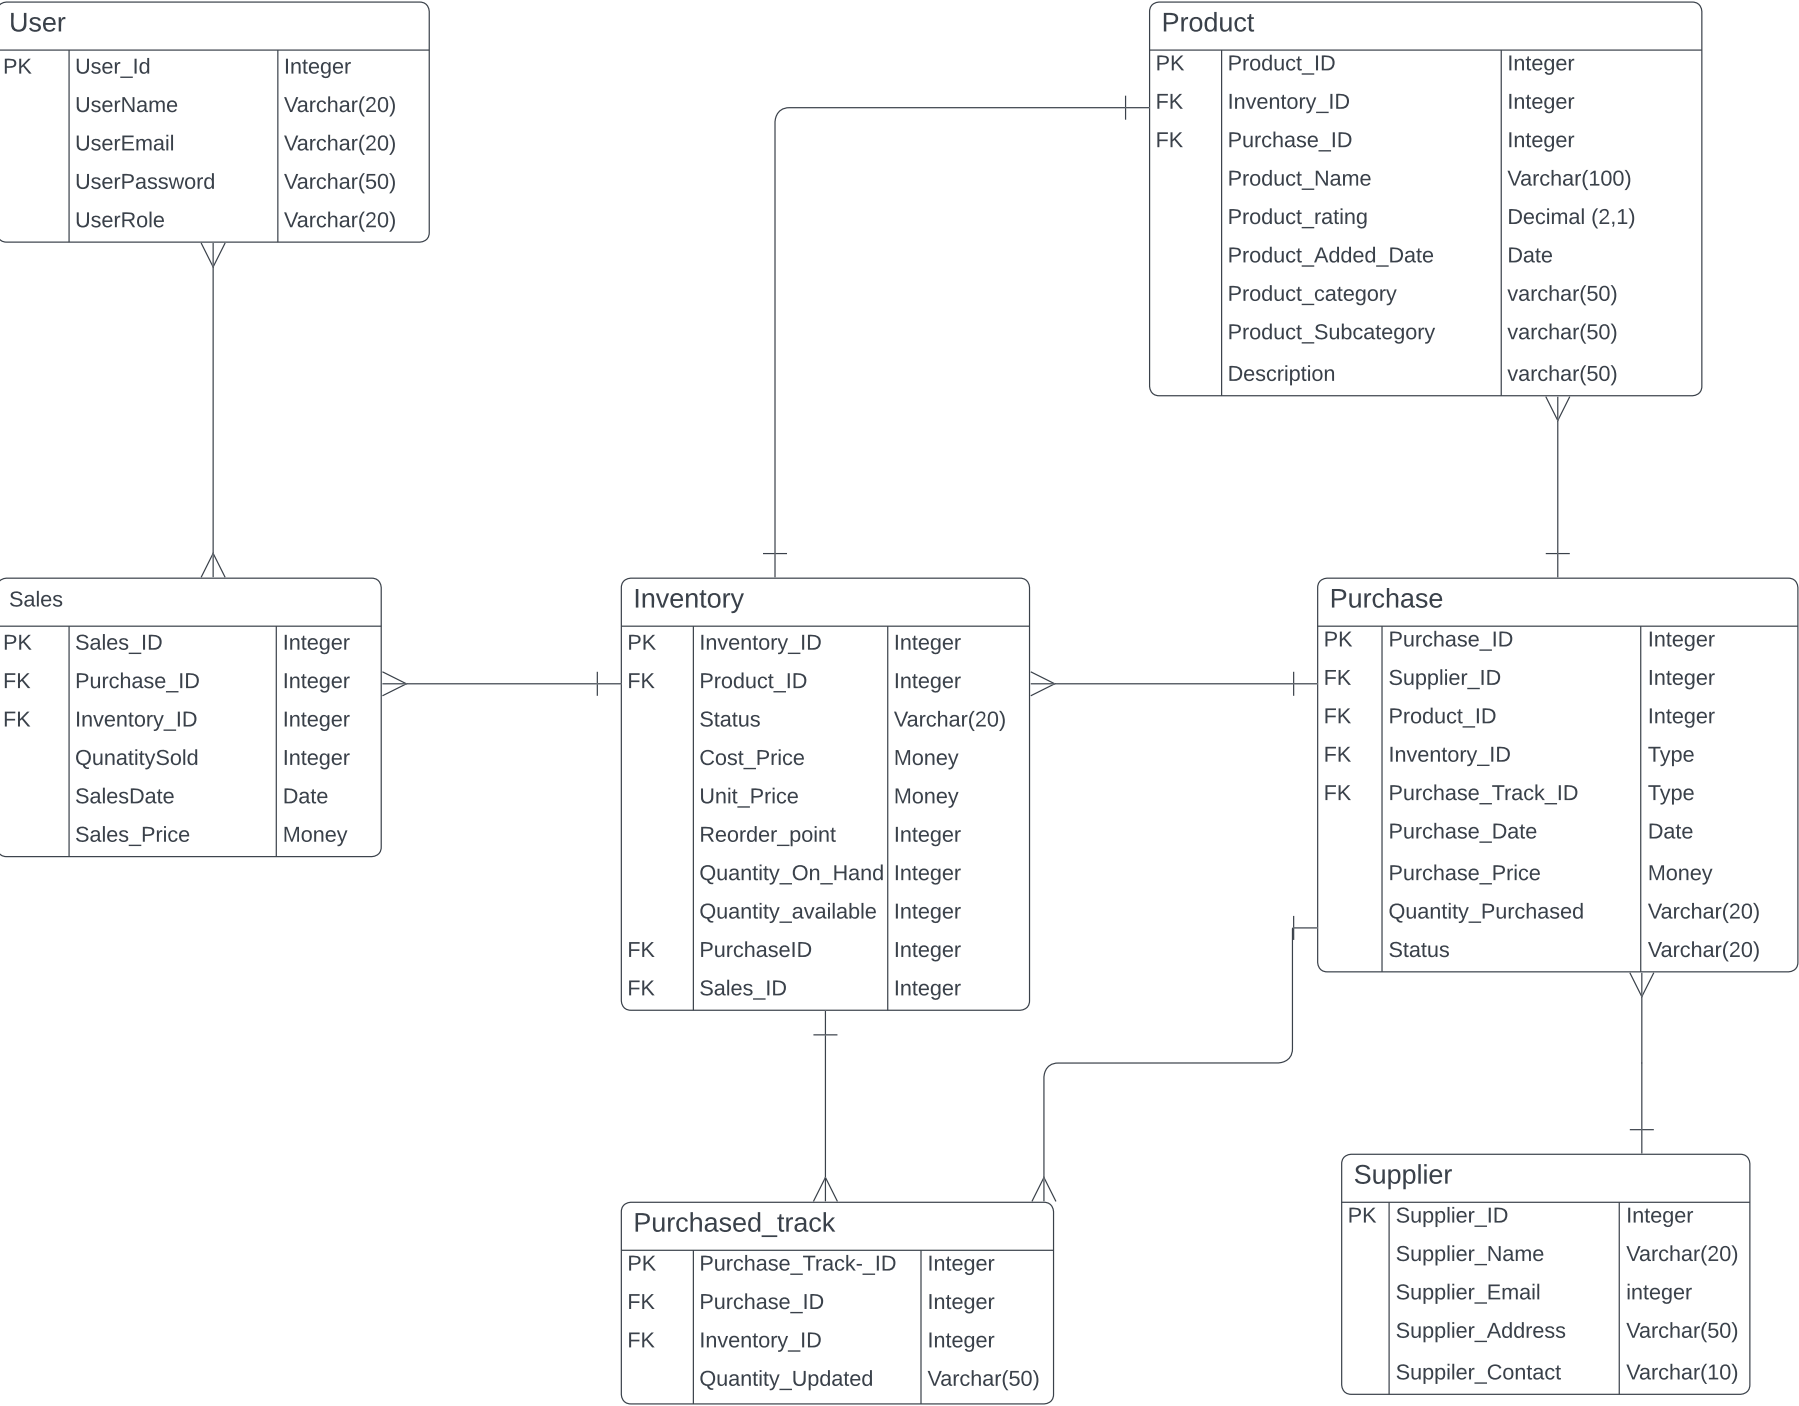 User
PK User_Id Integer
UserName Varchar(20)
UserEmail Varchar(20)
UserPassword Varchar(50)
UserRole Varchar(20)
Product
PK Product_ID Integer
FK Inventory_ID Integer
FK Purchase_ID Integer
Product_Name Varchar(100)
Product_rating Decimal (2,1)
Product_Added_Date Date
Product_category varchar(50)
Product_Subcategory varchar(50)
Description varchar(50)
Sales
PK Sales_ID Integer
FK Purchase_ID Integer
FK Inventory_ID Integer
QunatitySold Integer
SalesDate Date
Sales_Price Money
Inventory
PK Inventory_ID Integer
FK Product_ID Integer
Status Varchar(20)
Cost_Price Money
Unit_Price Money
Reorder_point Integer
Quantity_On_Hand Integer
Quantity_available Integer
FK PurchaseID Integer
FK Sales_ID Integer
Purchase
PK Purchase_ID Integer
FK Supplier_ID Integer
FK Product_ID Integer
FK Inventory_ID Type
FK Purchase_Track_ID Type
Purchase_Date Date
Purchase_Price Money
Quantity_Purchased Varchar(20)
Status Varchar(20)
Purchased_track
PK Purchase_Track-_ID Integer
FK Purchase_ID Integer
FK Inventory_ID Integer
Quantity_Updated Varchar(50)
Supplier
PK Supplier_ID Integer
Supplier_Name Varchar(20)
Supplier_Email integer
Supplier_Address Varchar(50)
Suppiler_Contact Varchar(10)